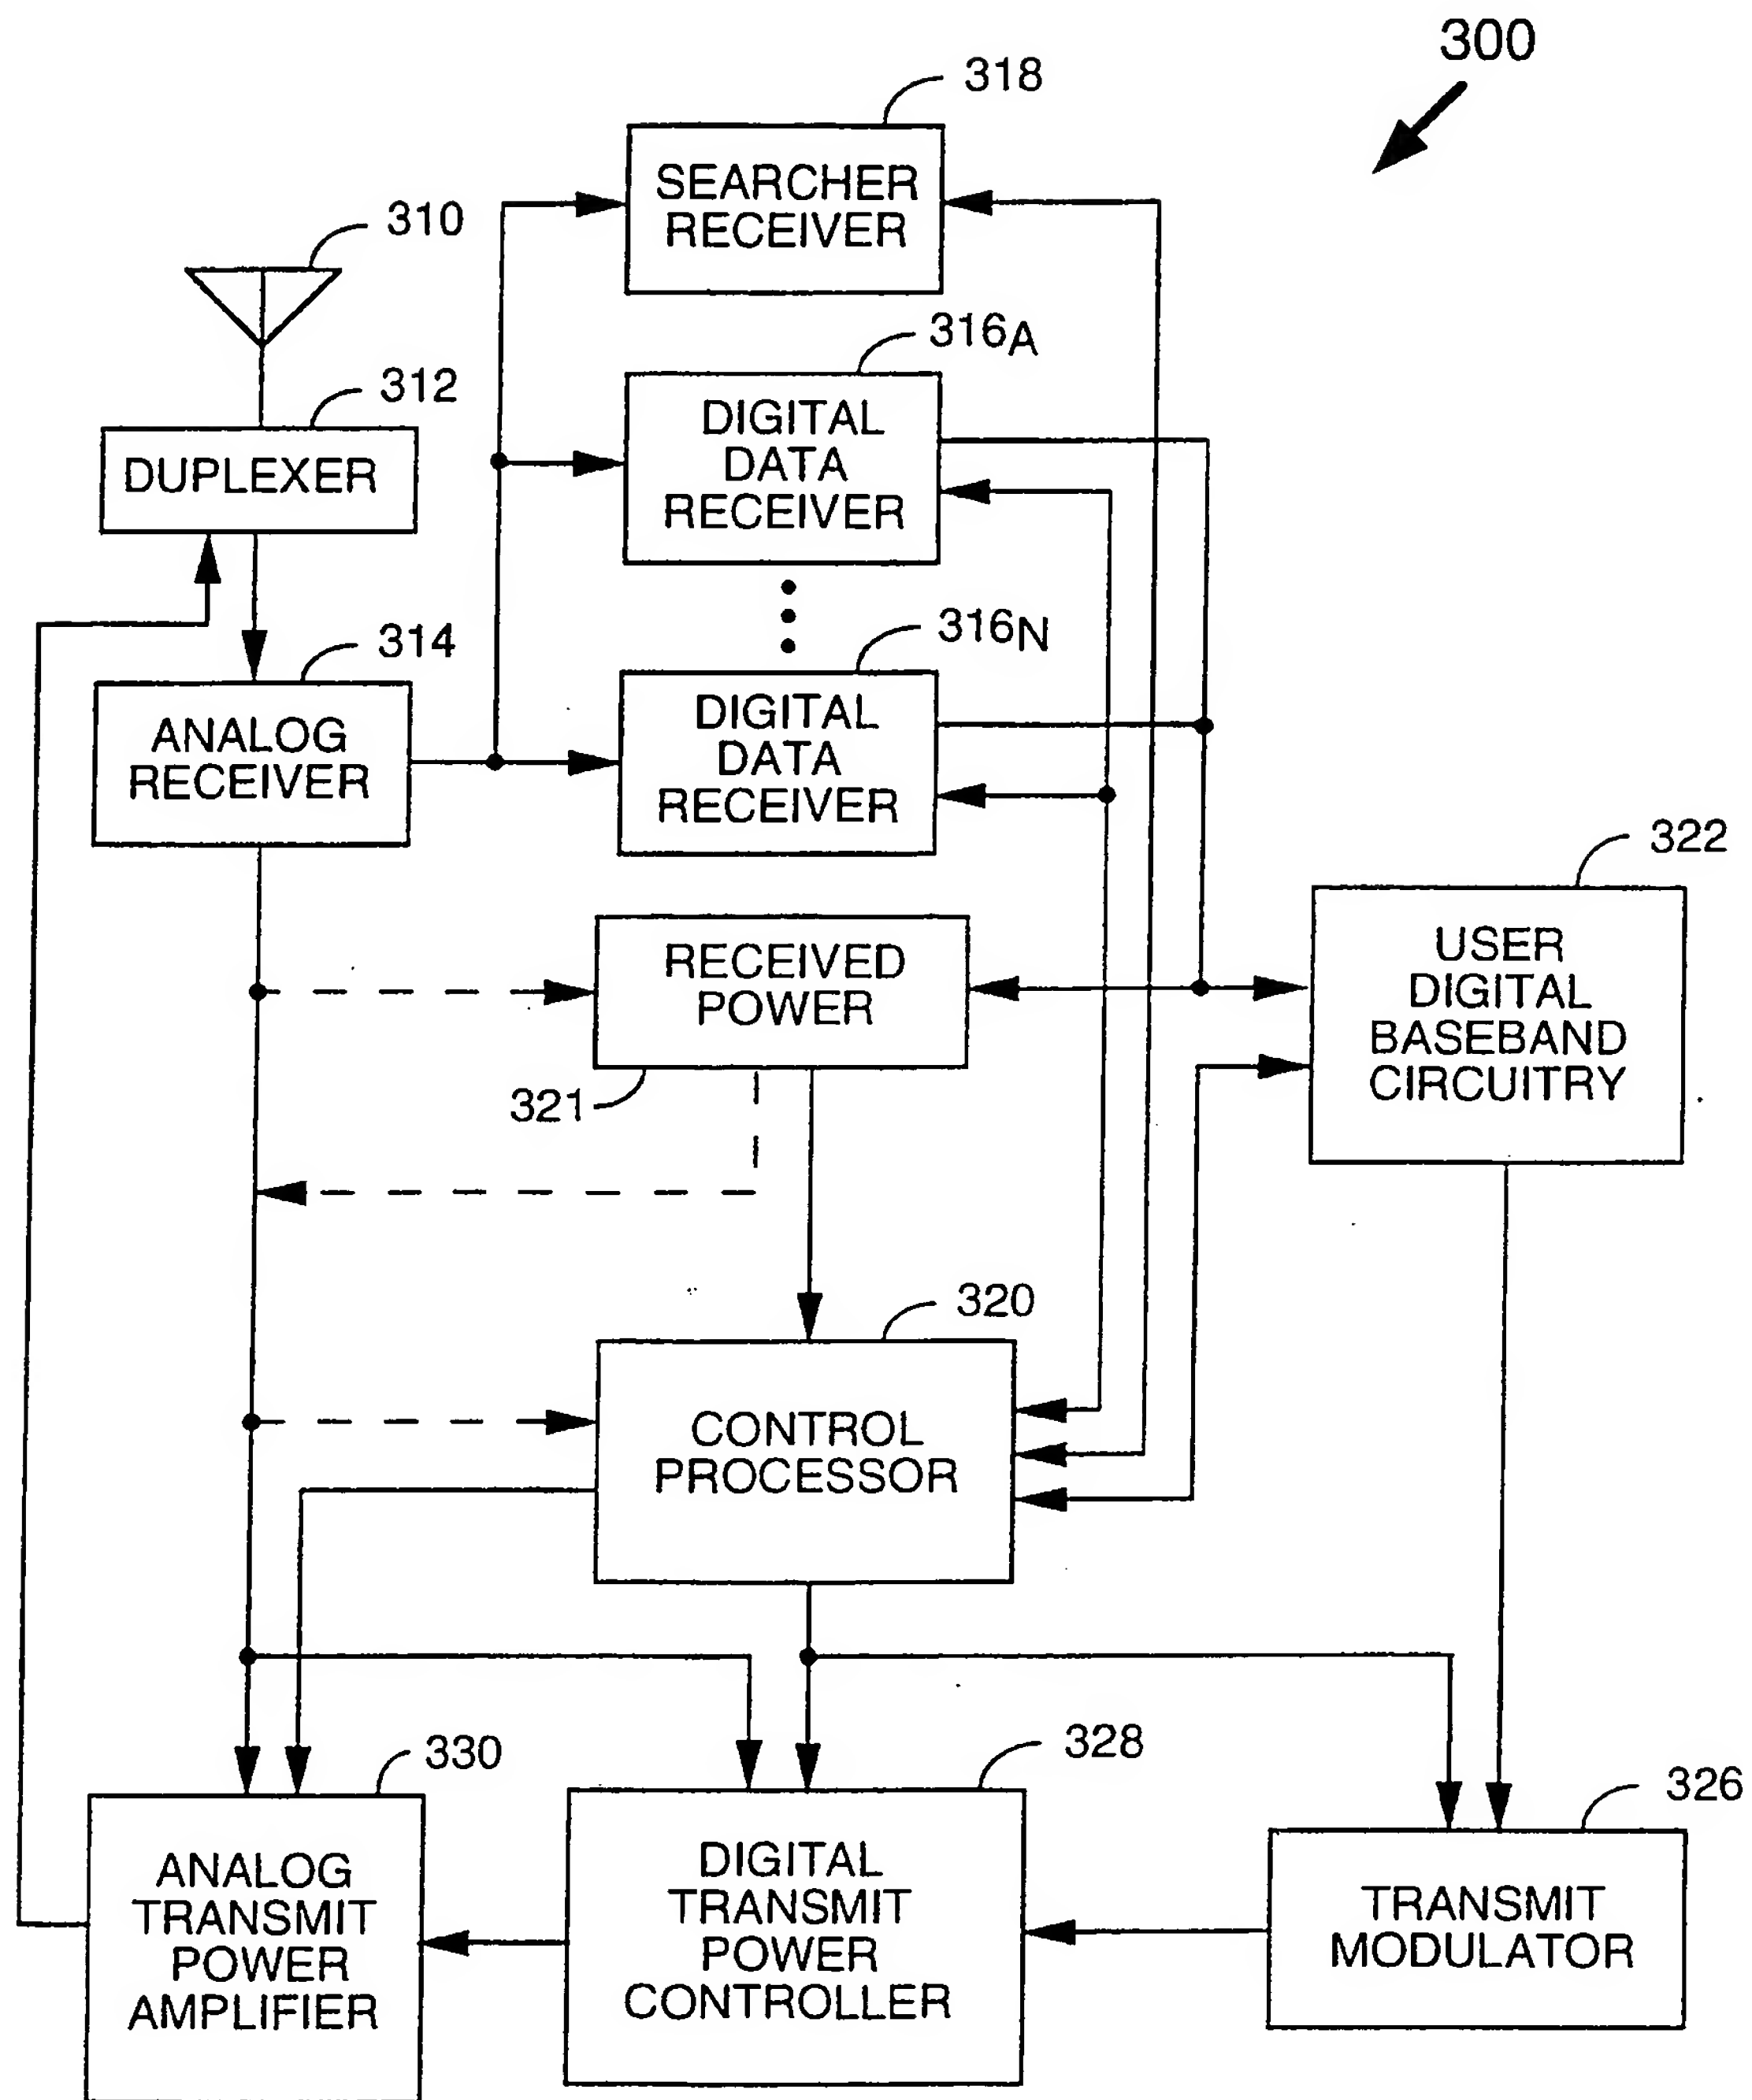 300
318
SEARCHER
RECEIVER
310
316A
312
DIGITAL
DATA
RECEIVER
DUPLEXER
316N
314
DIGITAL
DATA
RECEIVER
ANALOG
RECEIVER
322
USER
DIGITAL
BASEBAND
CIRCUITRY
RECEIVED
POWER
321
320
CONTROL
PROCESSOR
330
328
326
ANALOG
TRANSMIT
POWER
AMPLIFIER
DIGITAL
TRANSMIT
POWER
CONTROLLER
TRANSMIT
MODULATOR